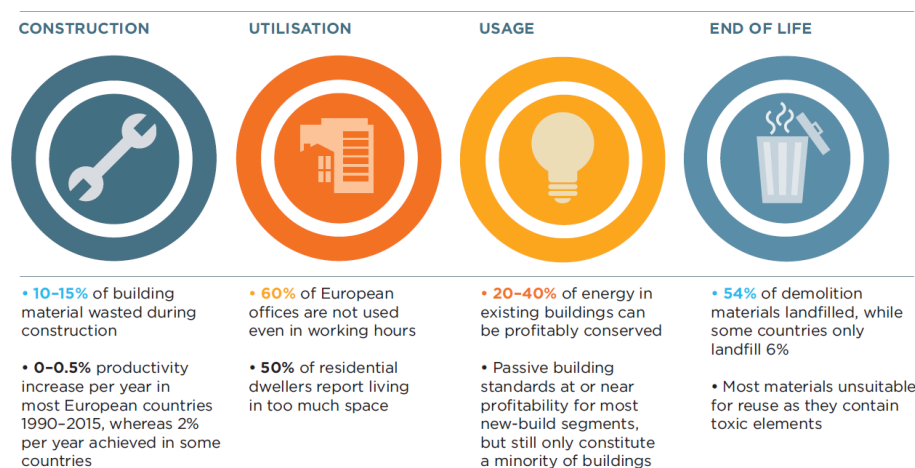 CONSTRUCTION
• 10–15% of building
material wasted during
construction
• 0–0.5% productivity
increase per year in
most European countries
1990–2015, whereas 2%
per year achieved in some
countries
UTILISATION
• 60% of European
offices are not used
even in working hours
• 50% of residential
dwellers report living
in too much space
USAGE
• 20–40% of energy in
existing buildings can
be profitably conserved
• Passive building
standards at or near
profitability for most
new-build segments,
but still only constitute
a minority of buildings
END OF LIFE
• 54% of demolition
materials landfilled, while
some countries only
landfill 6%
• Most materials unsuitable
for reuse as they contain
toxic elements